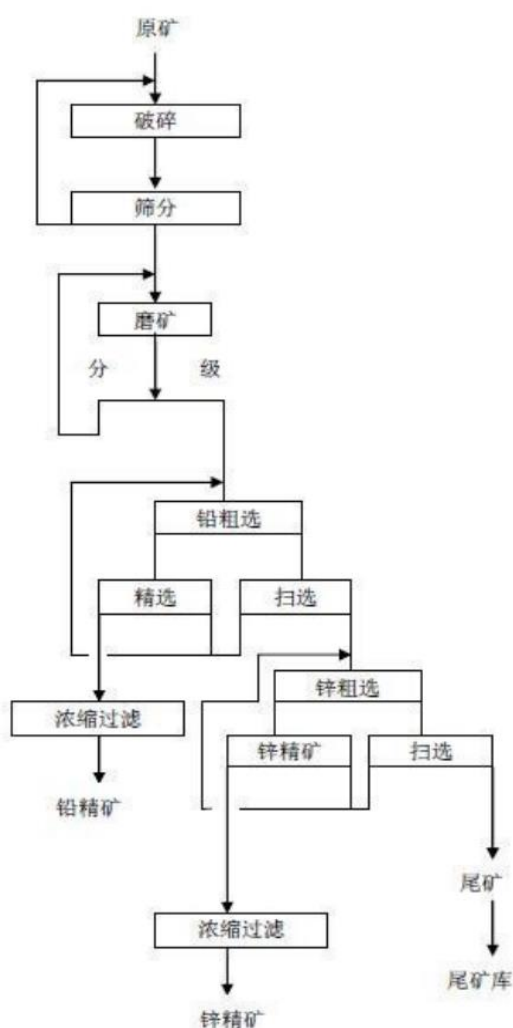 原矿
破碎
筛分
磨矿
分 级
铅粗选
精选 扫选
锌粗选
浓缩过滤
锌精矿 扫选
铅精矿
尾矿
浓缩过滤
尾矿库
锌精矿